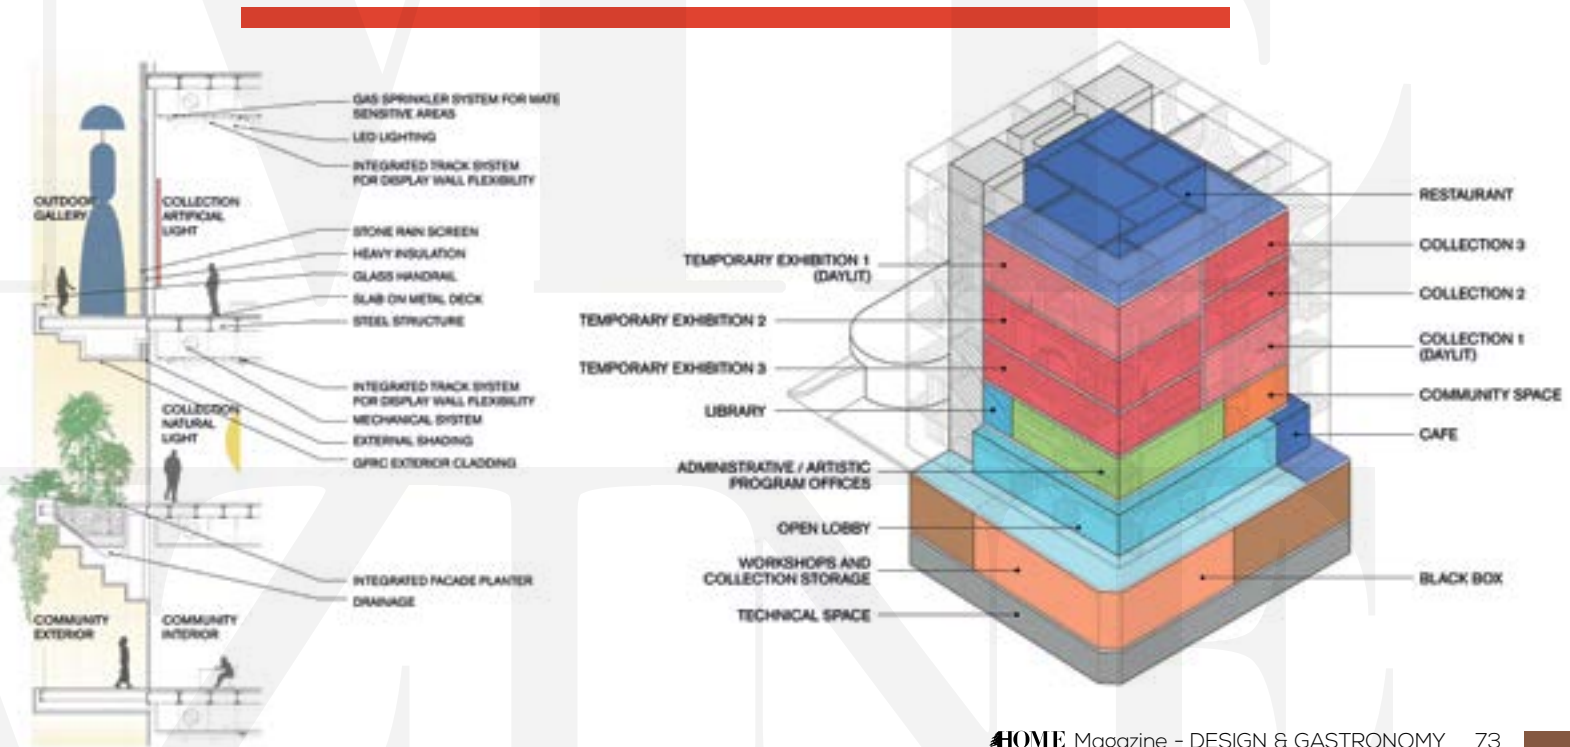 GAS SPRINKLER SYSTEM FOR MATE
SENSITIVE AREAS
LED LIGHTING
INTEGRATED TRACK SYSTEM
FOR DISPLAY WALL FLEXIBILITY
OUTDOOR
GALLERY
COLLECTION
ARTIFICIAL
LIGHT
STONE RAIN SCREEN
HEAVY INSULATION
GLASS HANDRAIL
SLAB ON METAL DECK
STEEL STRUCTURE
INTEGRATED TRACK SYSTEM
FOR DISPLAY WALL FLEXIBILITY
MECHANICAL SYSTEM
EXTERNAL SHADING
GFRC EXTERIOR CLADDING
COLLECTION
NATURAL
LIGHT
INTEGRATED FACADE PLANTER
DRAINAGE
COMMUNITY
EXTERIOR
COMMUNITY
INTERIOR
TEMPORARY EXHIBITION 1
(DAYLIT)
TEMPORARY EXHIBITION 2
TEMPORARY EXHIBITION 3
LIBRARY
ADMINISTRATIVE / ARTISTIC
PROGRAM OFFICES
OPEN LOBBY
WORKSHOPS AND
COLLECTION STORAGE
TECHNICAL SPACE
RESTAURANT
COLLECTION 3
COLLECTION 2
COLLECTION 1
(DAYLIT)
COMMUNITY SPACE
CAFE
BLACK BOX
HOME Magazine - DESIGN & GASTRONOMY 73